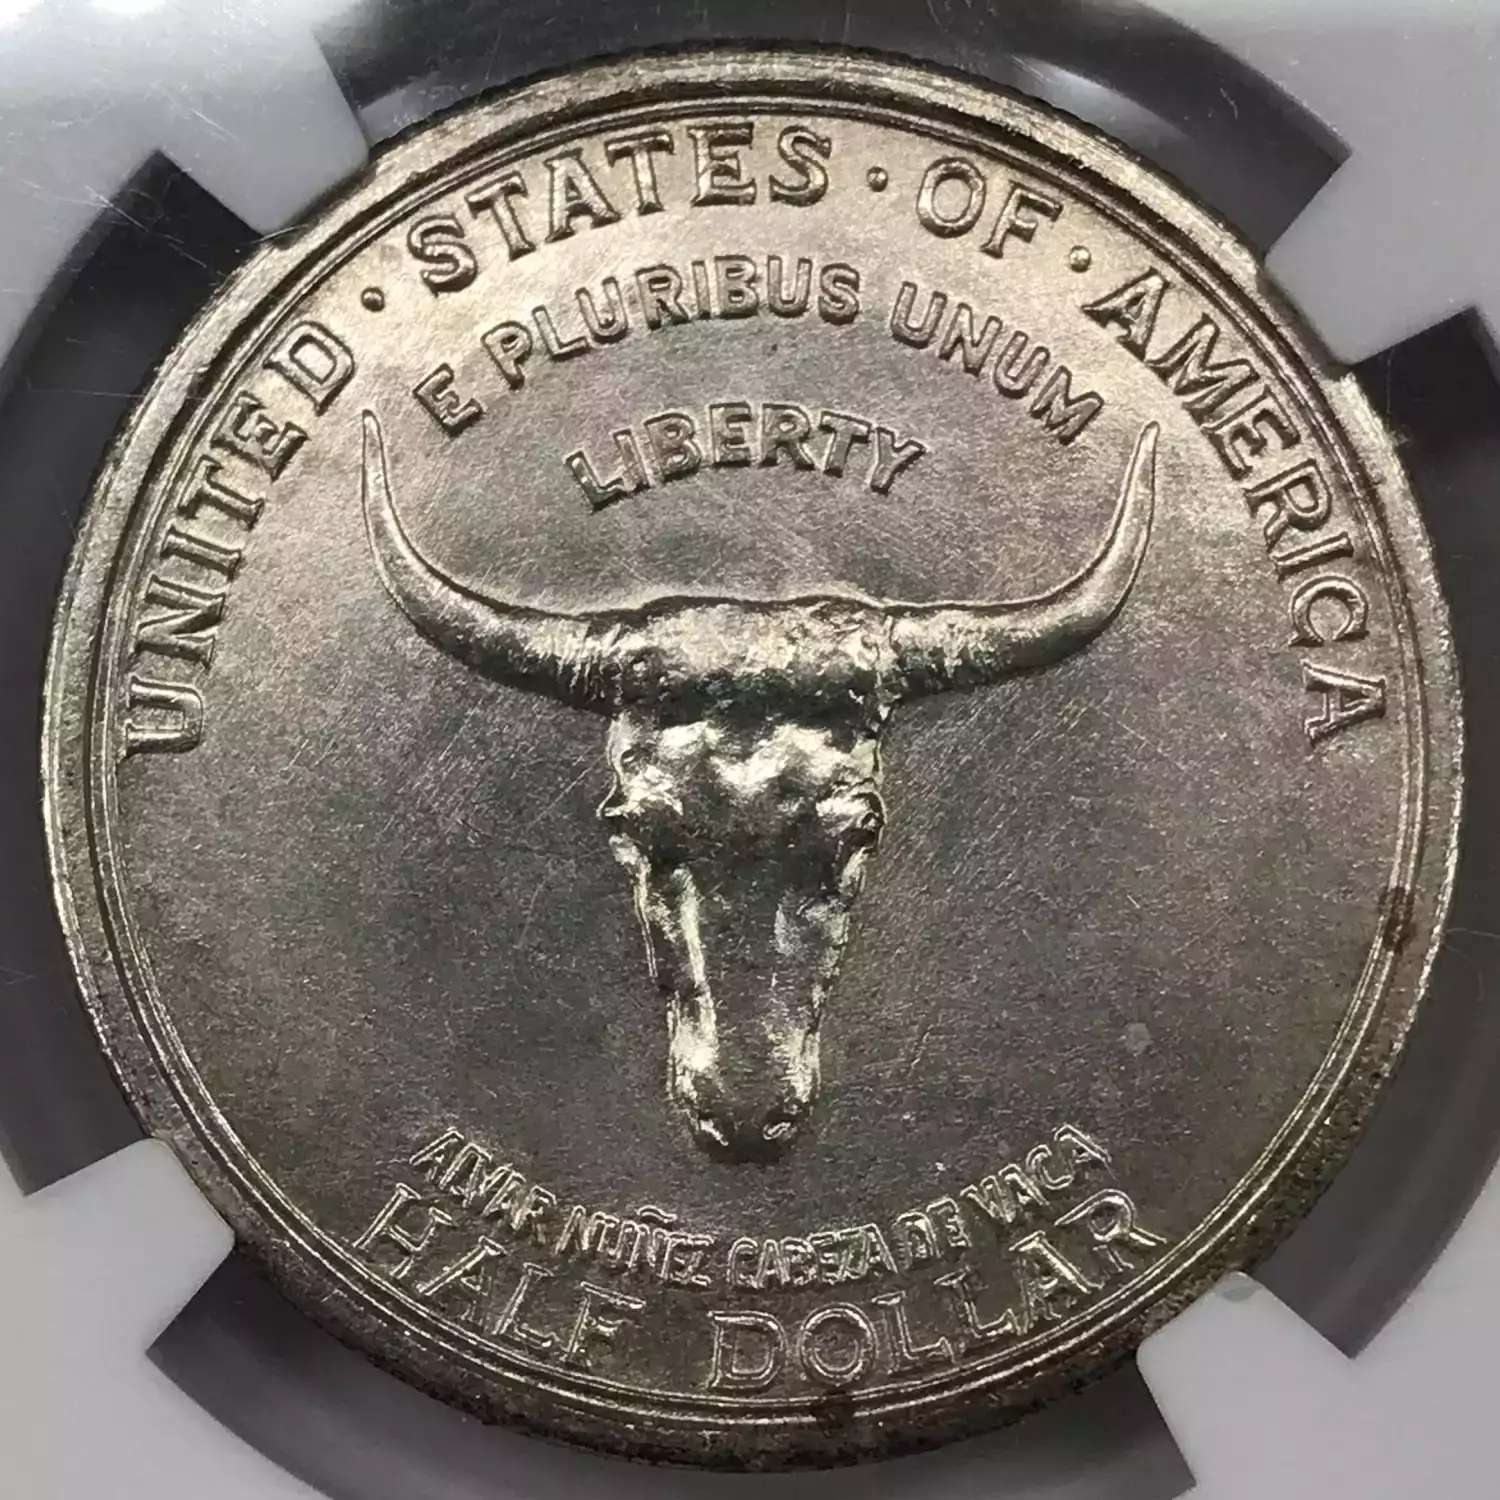 UNITED · STATES · OF · AMERICA
E PLURIBUS UNUM
LIBERTY
ALVAR NUÑEZ CABEZA DE VACA
HALF DOLLAR